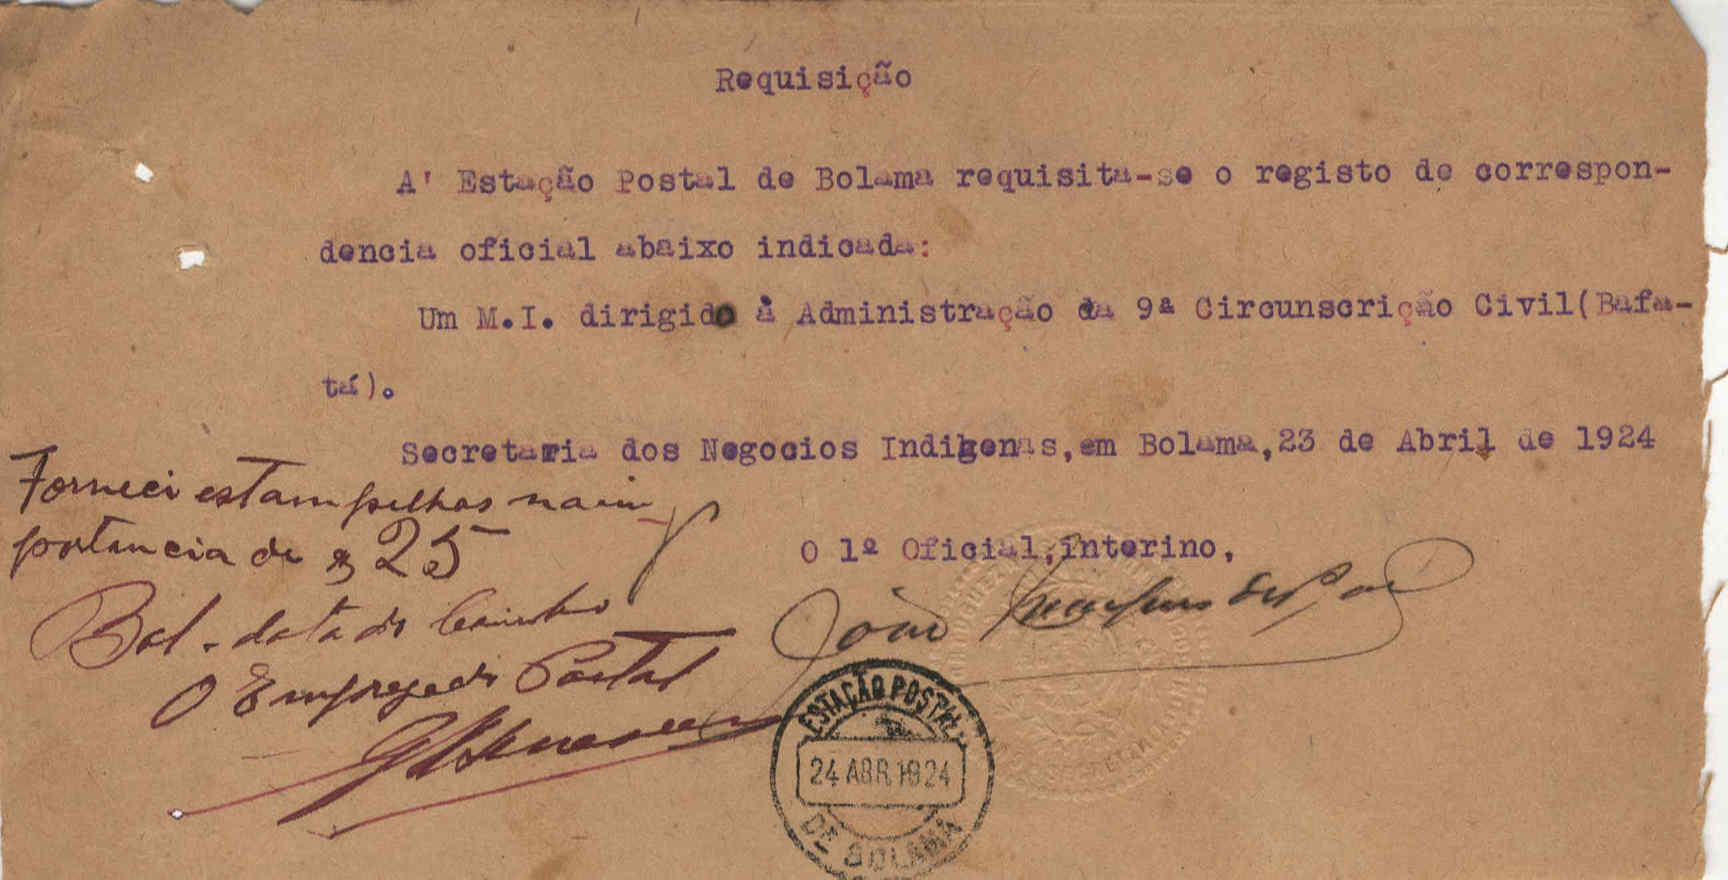 Requisição
A' Estação Postal de Bolama requisita-se o registo de correspon-
dencia oficial abaixo indicada:
Um M.I. dirigido à Administração da 9ª Circunscrição Civil(Bafa-
tá).
Secretaria dos Negocios Indigenas,em Bolama,23 de Abril de 1924
O 1º Oficial,interino,
João
Forneci estampilhas na im
portancia de $ 25
Bol. data do Carimbo
O Empregado Postal
ESTAÇÃO POSTAL
24 ABR.1924
DE BOLAMA